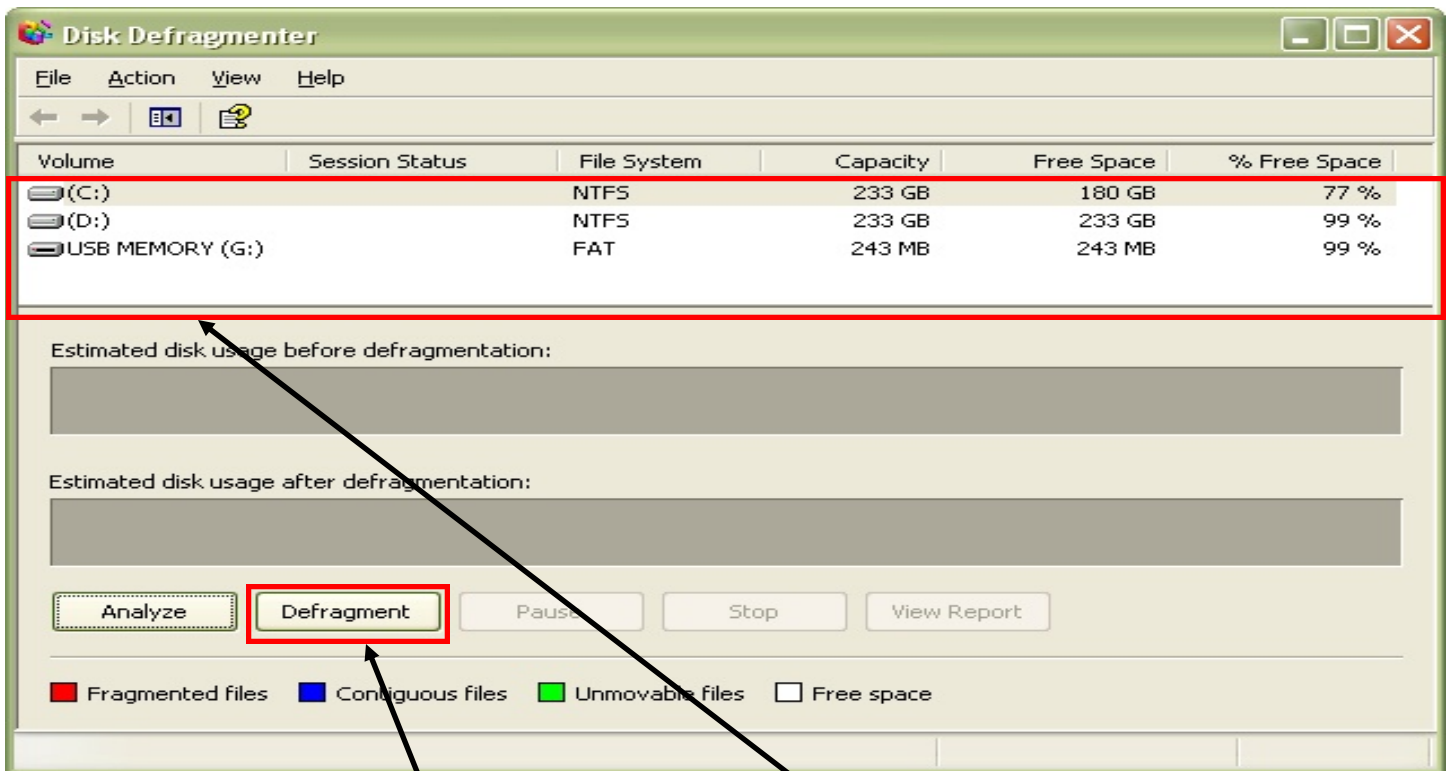 Disk Defragmenter
File Action View Help
Volume Session Status File System Capacity Free Space % Free Space
(C:) NTFS 233 GB 180 GB 77 %
(D:) NTFS 233 GB 233 GB 99 %
USB MEMORY (G:) FAT 243 MB 243 MB 99 %
Estimated disk usage before defragmentation:
Estimated disk usage after defragmentation:
Analyze Defragment Pause Stop View Report
Fragmented files Contiguous files Unmovable files Free space